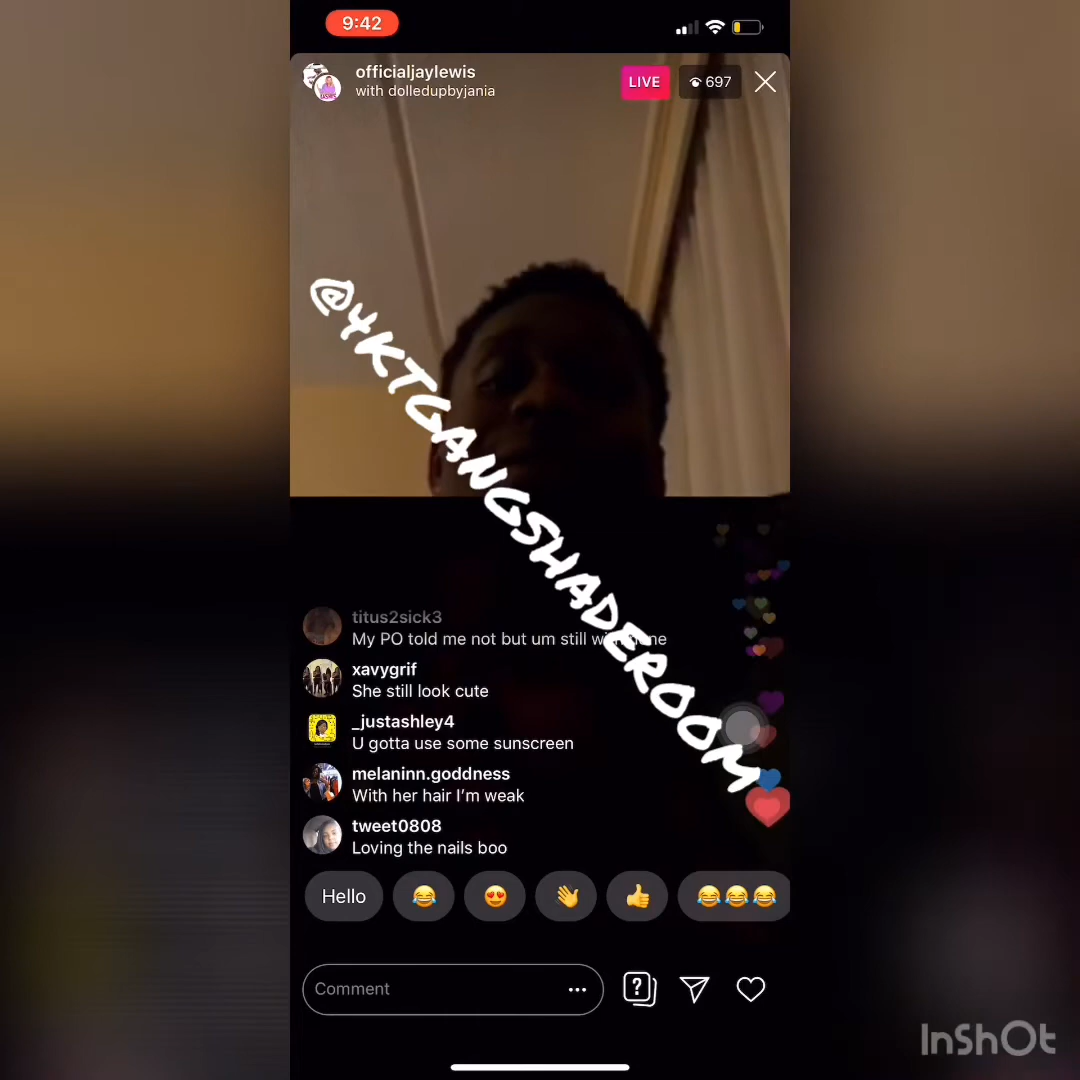 9:42
officialjaylewis
with dolledupbyjania
LIVE
697
@4KTGANGSHADEROOM
titus2sick3
My PO told me not but um still
xavygrif
She still look cute
_justashley4
U gotta use some sunscreen
melaninn.goddness
With her hair I'm weak
tweet0808
Loving the nails boo
Hello
Comment
InShOt